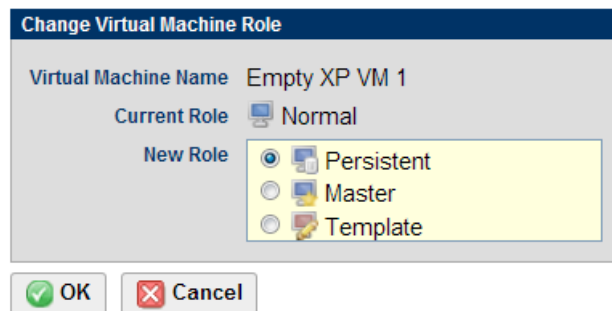 Change Virtual Machine Role
Virtual Machine Name Empty XP VM 1
Current Role Normal
New Role Persistent
Master
Template
OK Cancel